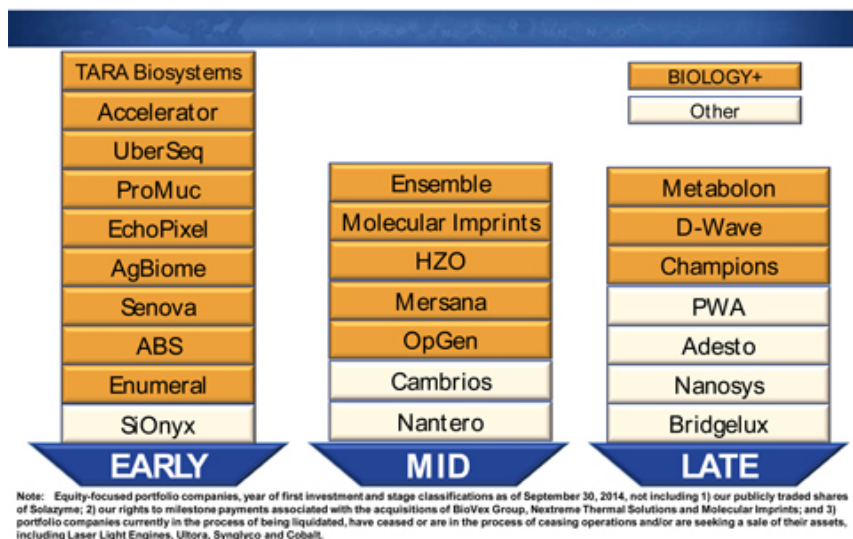 TARA Biosystems
Accelerator
UberSeq
ProMuc
EchoPixel
AgBiome
Senova
ABS
Enumeral
SiOnyx
EARLY
Ensemble
Molecular Imprints
HZO
Mersana
OpGen
Cambrios
Nantero
MID
BIOLOGY+
Other
Metabolon
D-Wave
Champions
PWA
Adesto
Nanosys
Bridgelux
LATE
Note: Equity-focused portfolio companies, year of first investment and stage classifications as of September 30, 2014, not including 1) our publicly traded shares
of Solazyme; 2) our rights to milestone payments associated with the acquisitions of BioVex Group, Nextreme Thermal Solutions and Molecular Imprints; and 3)
portfolio companies currently in the process of being liquidated, have ceased or are in the process of ceasing operations and/or are seeking a sale of their assets,
including Laser Light Engines, Ultora, Synglyco and Cobalt.